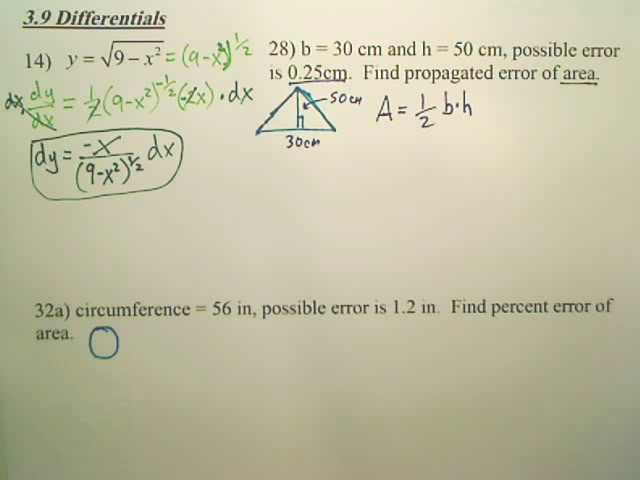 3.9 Differentials
14) y = √9 − x² = (9-x²)^1/2
dx · dy/dx = 1/2 (9-x²)^-1/2 (-2x) · dx
dy = -x/(9-x²)^1/2 dx
28) b = 30 cm and h = 50 cm, possible error
is 0.25cm. Find propagated error of area.
50cm
h
30cm
A = 1/2 b·h
32a) circumference = 56 in, possible error is 1.2 in. Find percent error of
area.